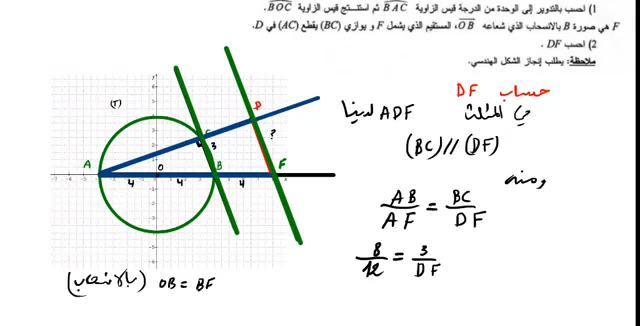 1) احسب بالتدوير إلى الوحدة من الدرجة قيس الزاوية BAC ثم استنتج قيس الزاوية BOC.
F هي صورة B بالانسحاب الذي شعاعه OB، المستقيم الذي يشمل F و يوازي (BC) يقطع (AC) في D.
2) احسب DF .
ملاحظة: يطلب إنجاز الشكل الهندسي.
حساب DF
في المثلث ADF لدينا
(BC) // (DF)
ومنه
AB/AF = BC/DF
8/12 = 3/DF
(بالانسحاب) OB = BF
A
O
B
F
C
D
3
?
4
4
4